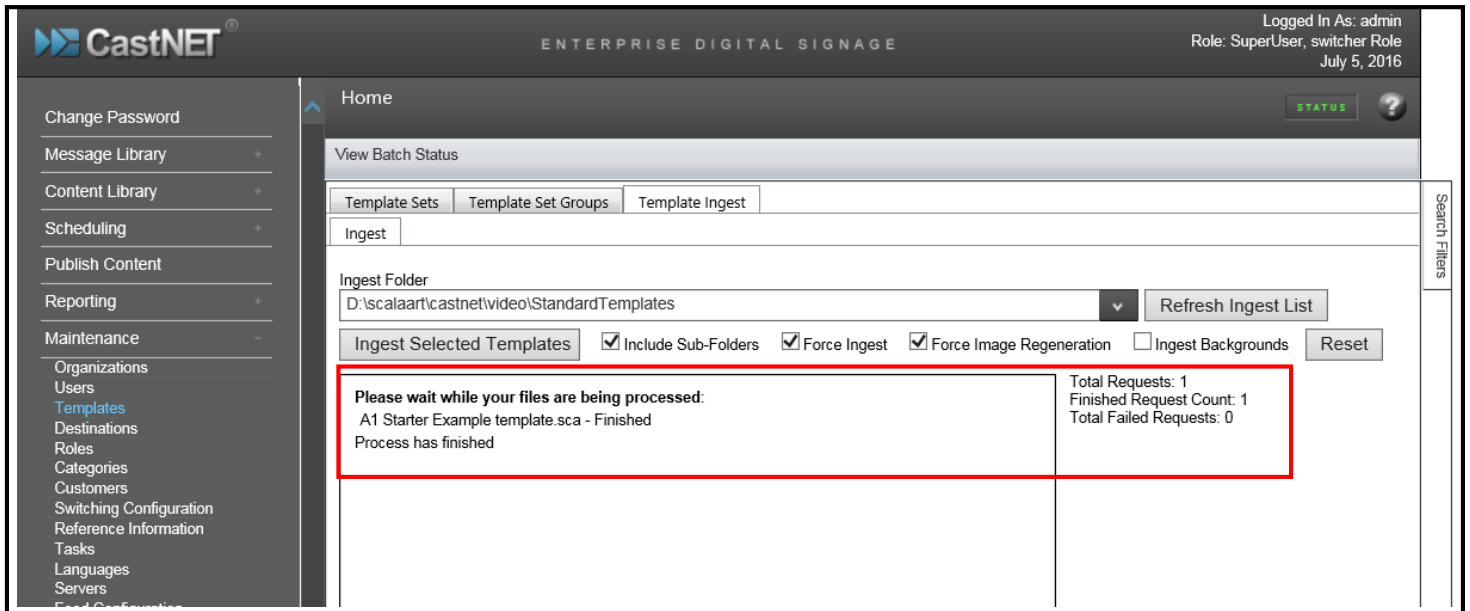 CastNET®
ENTERPRISE DIGITAL SIGNAGE
Logged In As: admin
Role: SuperUser, switcher Role
July 5, 2016
Change Password
Message Library +
Content Library +
Scheduling +
Publish Content
Reporting +
Maintenance -
Organizations
Users
Templates
Destinations
Roles
Categories
Customers
Switching Configuration
Reference Information
Tasks
Languages
Servers
Feed Configuration
Home
STATUS ?
View Batch Status
Template Sets Template Set Groups Template Ingest
Ingest
Ingest Folder
D:\scalaart\castnet\video\StandardTemplates Refresh Ingest List
Ingest Selected Templates Include Sub-Folders Force Ingest Force Image Regeneration Ingest Backgrounds Reset
Please wait while your files are being processed:
A1 Starter Example template.sca - Finished
Process has finished
Total Requests: 1
Finished Request Count: 1
Total Failed Requests: 0
Search Filters